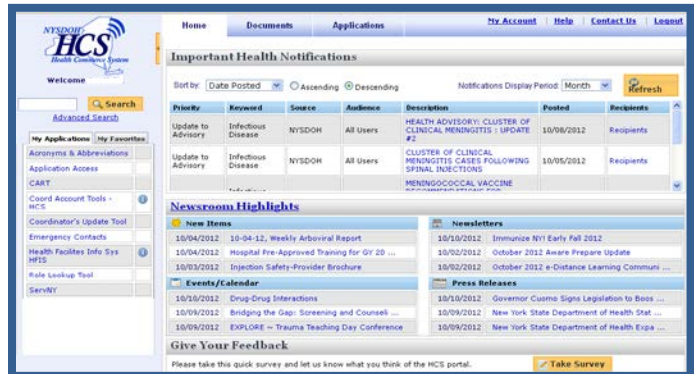 NYSDOH
HCS
Health Commerce System
Welcome
Search
Advanced Search
My Applications My Favorites
Acronyms & Abbreviations
Application Access
CART
Coord Account Tools -
HCS
Coordinator's Update Tool
Emergency Contacts
Health Facilites Info Sys
HFIS
Role Lookup Tool
ServNY
Home Documents Applications
My Account Help Contact Us Logout
Important Health Notifications
Sort by: Date Posted Ascending Descending Notifications Display Period: Month Refresh
Priority Keyword Source Audience Description Posted Recipients
Update to Advisory Infectious Disease NYSDOH All Users HEALTH ADVISORY: CLUSTER OF CLINICAL MENINGITIS : UPDATE #2 10/08/2012 Recipients
Update to Advisory Infectious Disease NYSDOH All Users CLUSTER OF CLINICAL MENINGITIS CASES FOLLOWING SPINAL INJECTIONS 10/05/2012 Recipients
MENINGOCOCCAL VACCINE
Newsroom Highlights
New Items
10/04/2012 10-04-12, Weekly Arboviral Report
10/04/2012 Hospital Pre-Approved Training for GY 20 ...
10/03/2012 Injection Safety-Provider Brochure
Newsletters
10/10/2012 Immunize NY! Early Fall 2012
10/02/2012 October 2012 Aware Prepare Update
10/02/2012 October 2012 e-Distance Learning Communi ...
Events/Calendar
10/10/2012 Drug-Drug Interactions
10/09/2012 Bridging the Gap: Screening and Counseli ...
10/09/2012 EXPLORE ~ Trauma Teaching Day Conference
Press Releases
10/10/2012 Governor Cuomo Signs Legislation to Boos ...
10/09/2012 New York State Department of Health Stat ...
10/09/2012 New York State Department of Health Expa ...
Give Your Feedback
Please take this quick survey and let us know what you think of the HCS portal. Take Survey